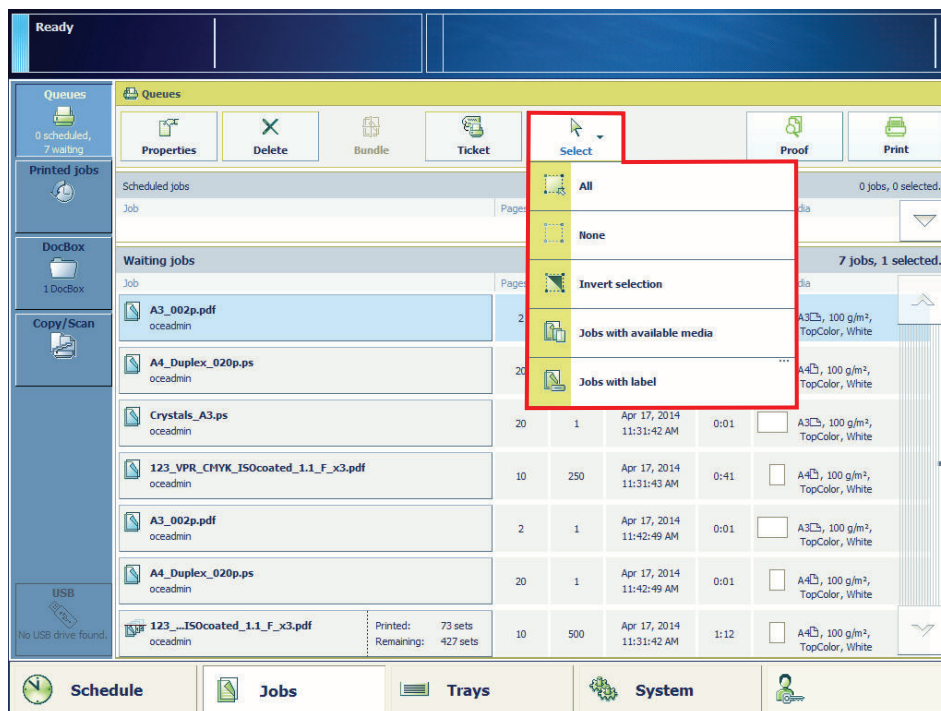 Ready
Queues
0 scheduled,
7 waiting
Printed jobs
DocBox
1 DocBox
Copy/Scan
USB
No USB drive found.
Queues
Properties
Delete
Bundle
Ticket
Select
Proof
Print
All
None
Invert selection
Jobs with available media
...
Jobs with label
Scheduled jobs
0 jobs, 0 selected.
Job
Pages
dia
Waiting jobs
7 jobs, 1 selected.
Job
Pages
dia
A3_002p.pdf
oceadmin
2
A3, 100 g/m²,
TopColor, White
A4_Duplex_020p.ps
oceadmin
20
A4, 100 g/m²,
TopColor, White
Crystals_A3.ps
oceadmin
20
1
Apr 17, 2014
11:31:42 AM
0:01
A3, 100 g/m²,
TopColor, White
123_VPR_CMYK_ISOcoated_1.1_F_x3.pdf
oceadmin
10
250
Apr 17, 2014
11:31:43 AM
0:41
A4, 100 g/m²,
TopColor, White
A3_002p.pdf
oceadmin
2
1
Apr 17, 2014
11:42:49 AM
0:01
A3, 100 g/m²,
TopColor, White
A4_Duplex_020p.ps
oceadmin
20
1
Apr 17, 2014
11:42:49 AM
0:01
A4, 100 g/m²,
TopColor, White
123_...ISOcoated_1.1_F_x3.pdf
oceadmin
Printed: 73 sets
Remaining: 427 sets
10
500
Apr 17, 2014
11:31:42 AM
1:12
A4, 100 g/m²,
TopColor, White
Schedule
Jobs
Trays
System